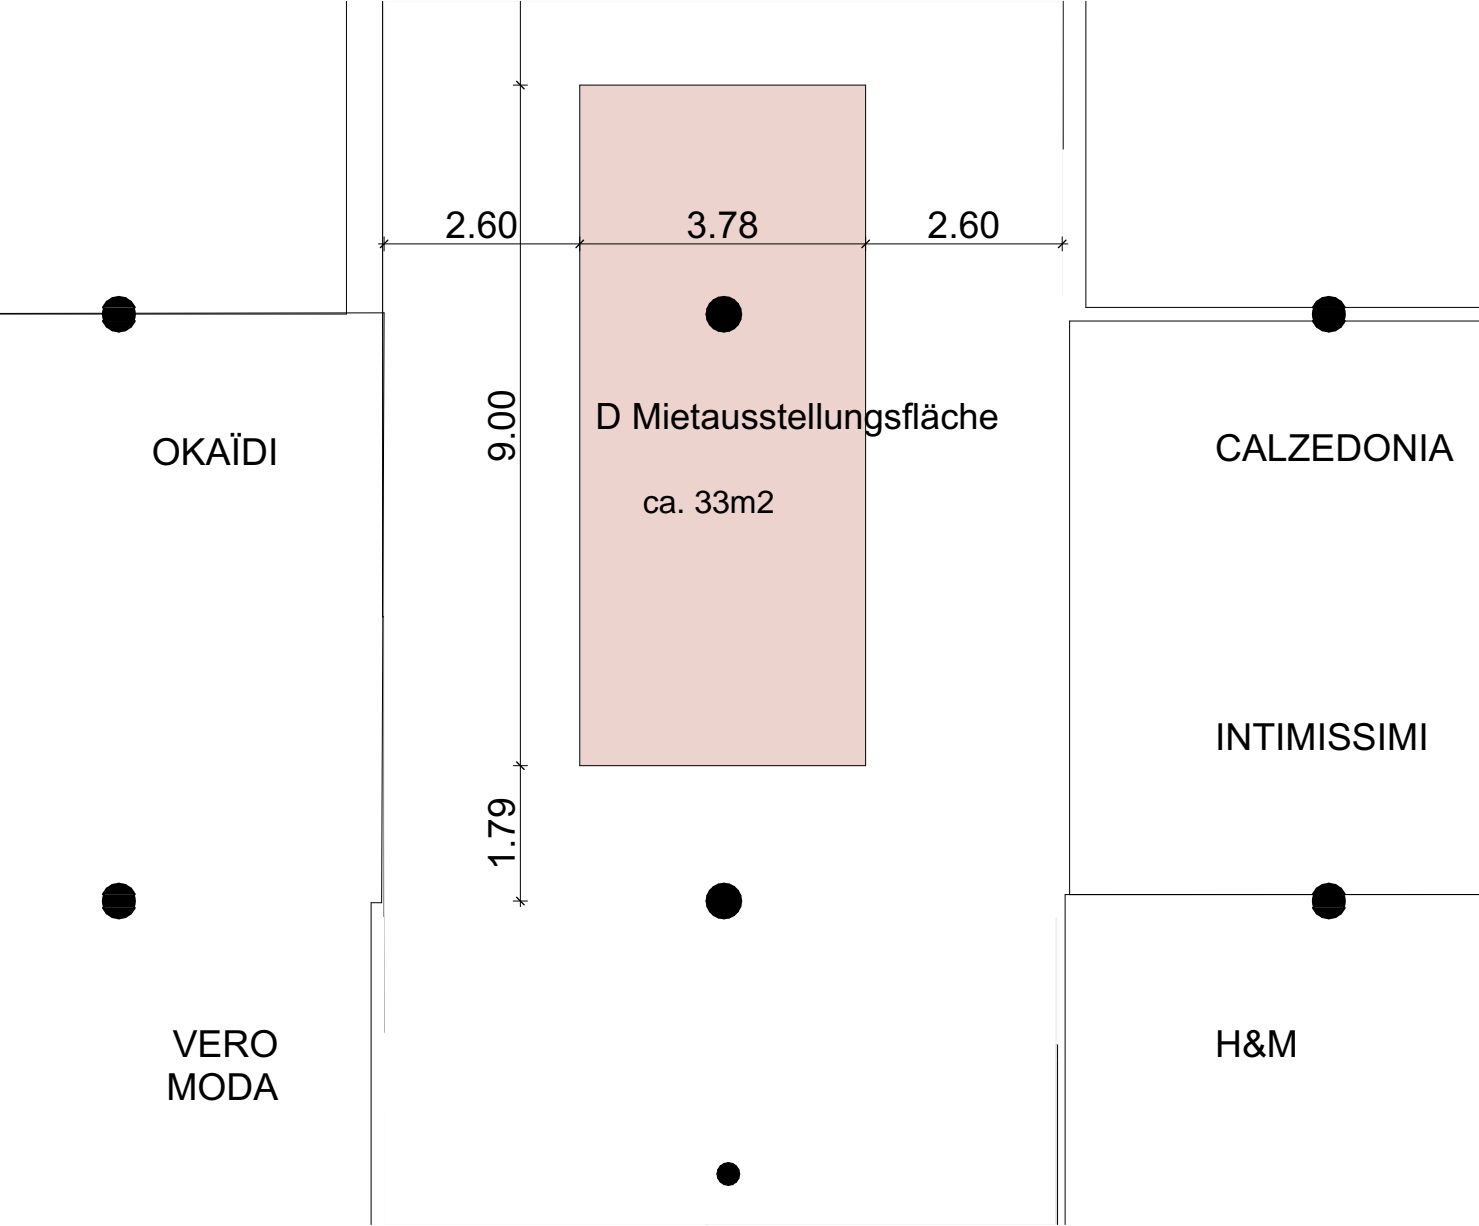 2.60
3.78
2.60
9.00
D Mietausstellungsfläche
OKAÏDI
CALZEDONIA
ca. 33m2
INTIMISSIMI
1.79
VERO
MODA
H&M